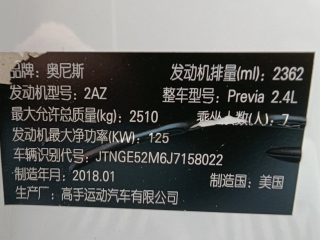 品牌：奥尼斯 发动机排量(ml)：2362
发动机型号：2AZ 整车型号：Previa 2.4L
最大允许总质量(kg)：2510 乘坐人数(人)：7
发动机最大净功率(KW)：125
车辆识别代号：JTNGE52M6J7158022
制造年月：2018.01 制造国：美国
生产厂：高手运动汽车有限公司